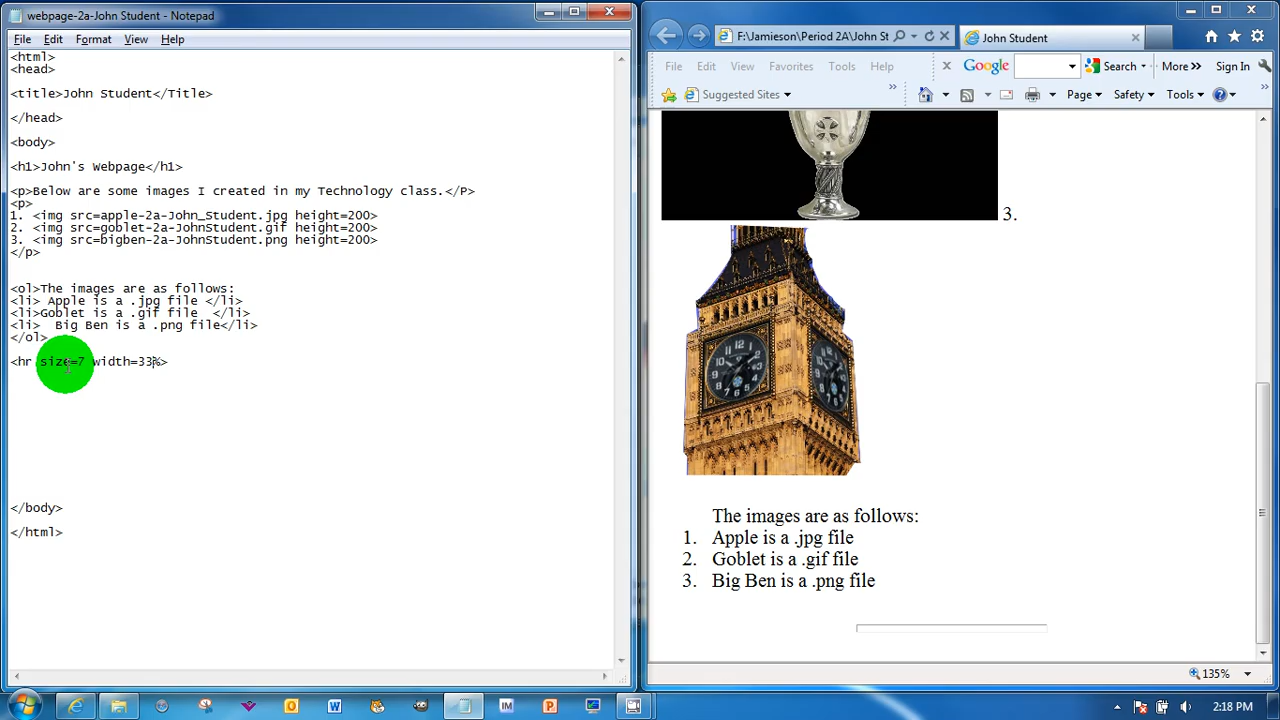 webpage-2a-John Student - Notepad
File Edit Format View Help
<html>
<head>
<title>John Student</Title>
</head>
<body>
<h1>John's Webpage</h1>
<p>Below are some images I created in my Technology class.</P>
<p>
1. <img src=apple-2a-John_Student.jpg height=200>
2. <img src=goblet-2a-JohnStudent.gif height=200>
3. <img src=bigben-2a-JohnStudent.png height=200>
</p>
<ol>The images are as follows:
<li> Apple is a .jpg file </li>
<li>Goblet is a .gif file  </li>
<li>  Big Ben is a .png file</li>
</ol>
<hr size=7 width=33%>
</body>
</html>
F:\Jamieson\Period 2A\John St
John Student
File Edit View Favorites Tools Help
Google Search More>> Sign In
Suggested Sites Page Safety Tools
3.
The images are as follows:
1. Apple is a .jpg file
2. Goblet is a .gif file
3. Big Ben is a .png file
135%
IM
2:18 PM